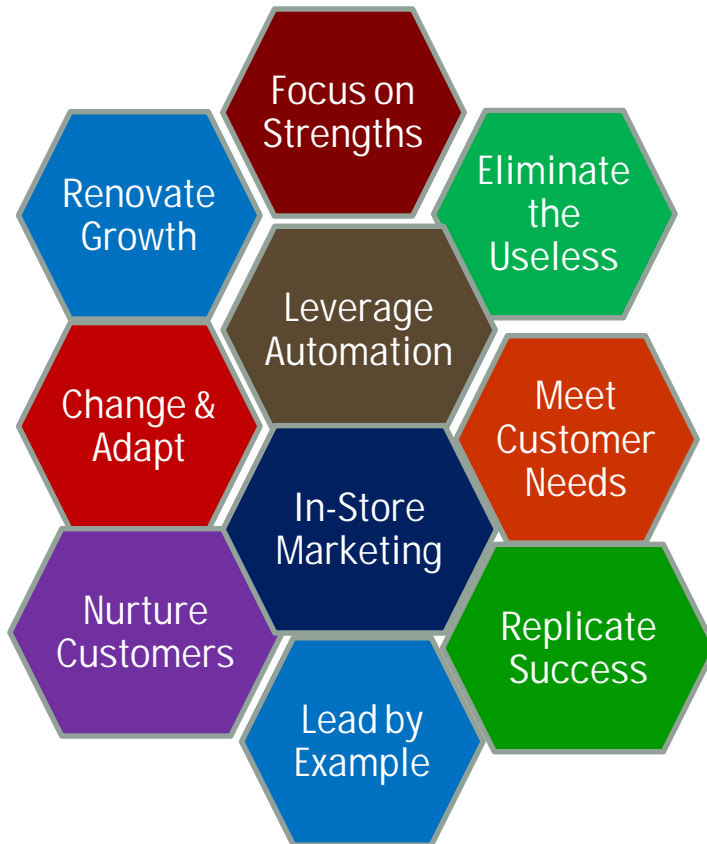 Focus on
Strengths
Renovate
Growth
Eliminate
the
Useless
Leverage
Automation
Change &
Adapt
Meet
Customer
Needs
In-Store
Marketing
Nurture
Customers
Replicate
Success
Lead by
Example